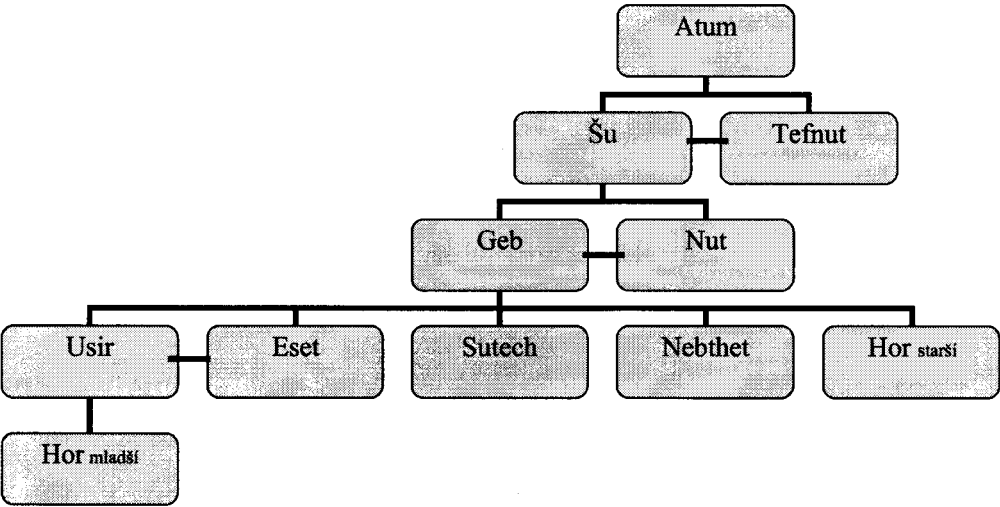 Atum
Šu
Tefnut
Geb
Nut
Usir
Eset
Sutech
Nebthet
Hor starší
Hor mladší